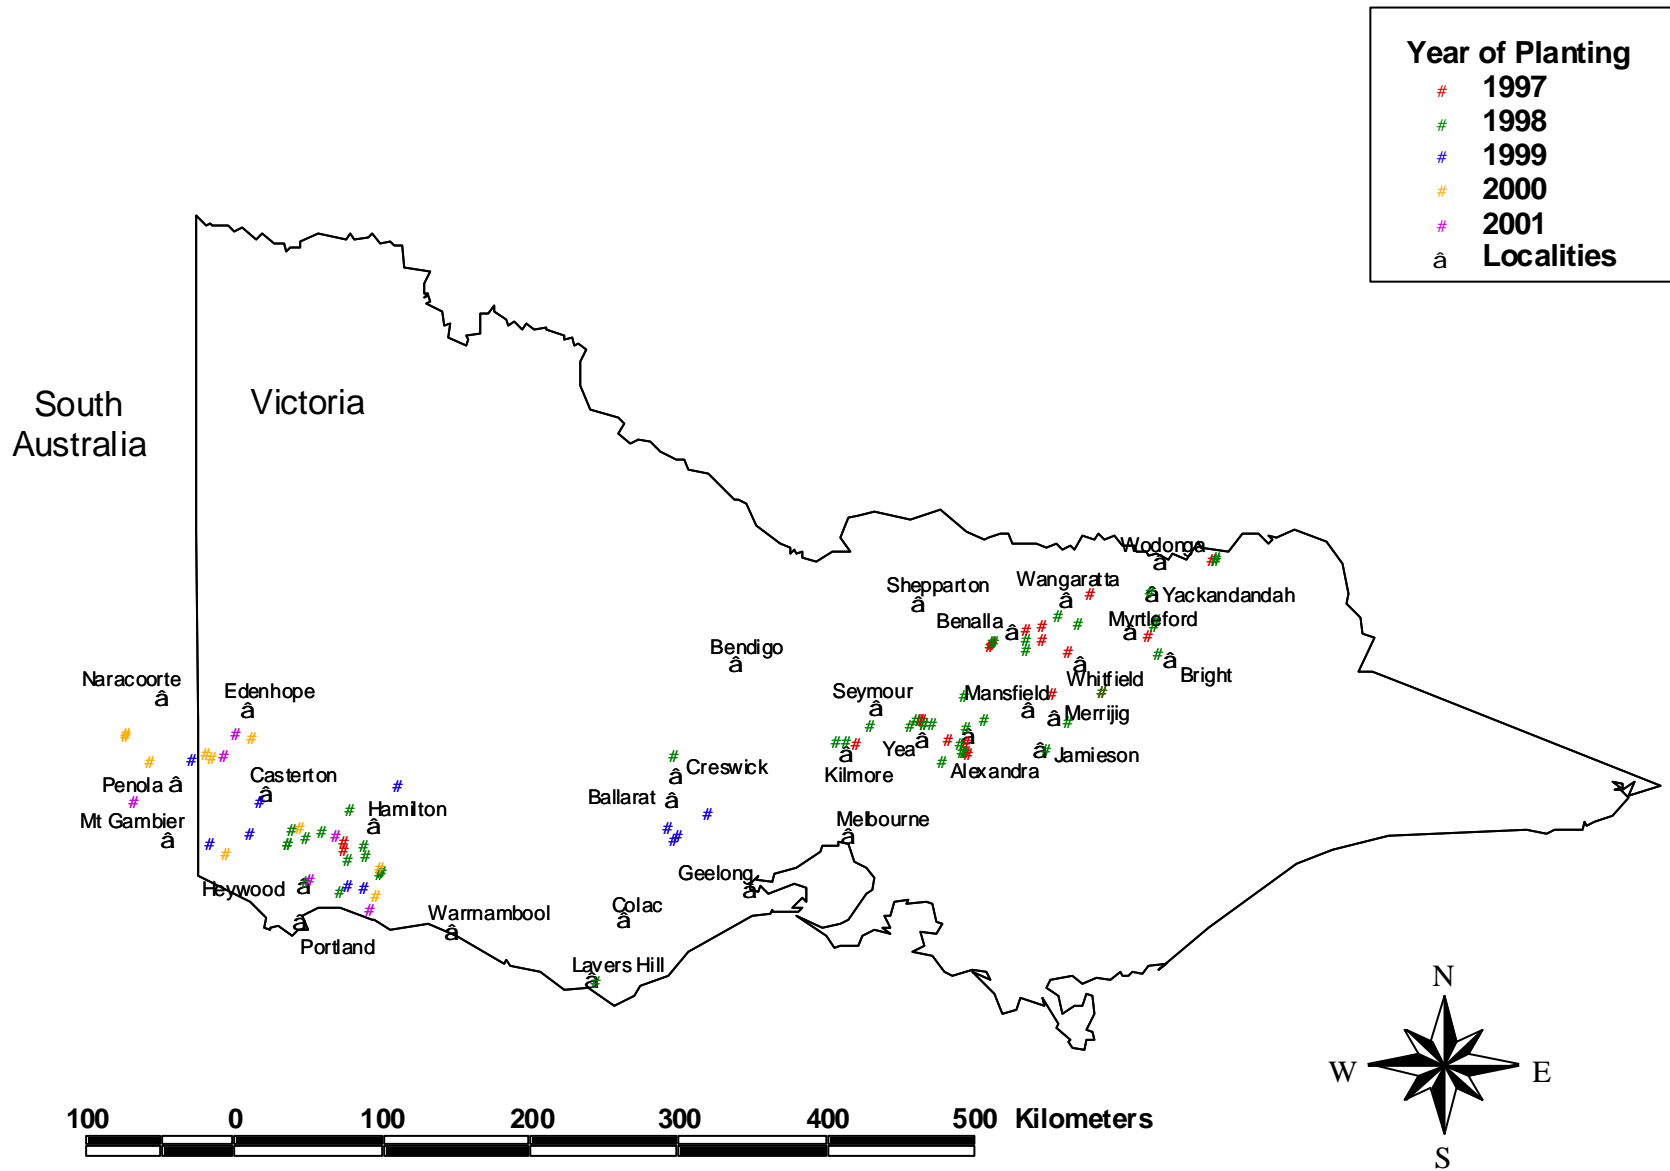 Year of Planting
# 1997
# 1998
# 1999
# 2000
# 2001
â Localities
South
Australia
Victoria
Wodonga
Shepparton
Wangaratta
Yackandandah
Benalla
Myrtleford
Bendigo
Whitfield
Bright
Naracoorte
Edenhope
Seymour
Mansfield
Merrijig
Yea
Jamieson
Kilmore
Alexandra
Penola
Casterton
Creswick
Ballarat
Mt Gambier
Hamilton
Melbourne
Heywood
Geelong
Portland
Warrnambool
Colac
Lavers Hill
N
W E
S
100 0 100 200 300 400 500 Kilometers